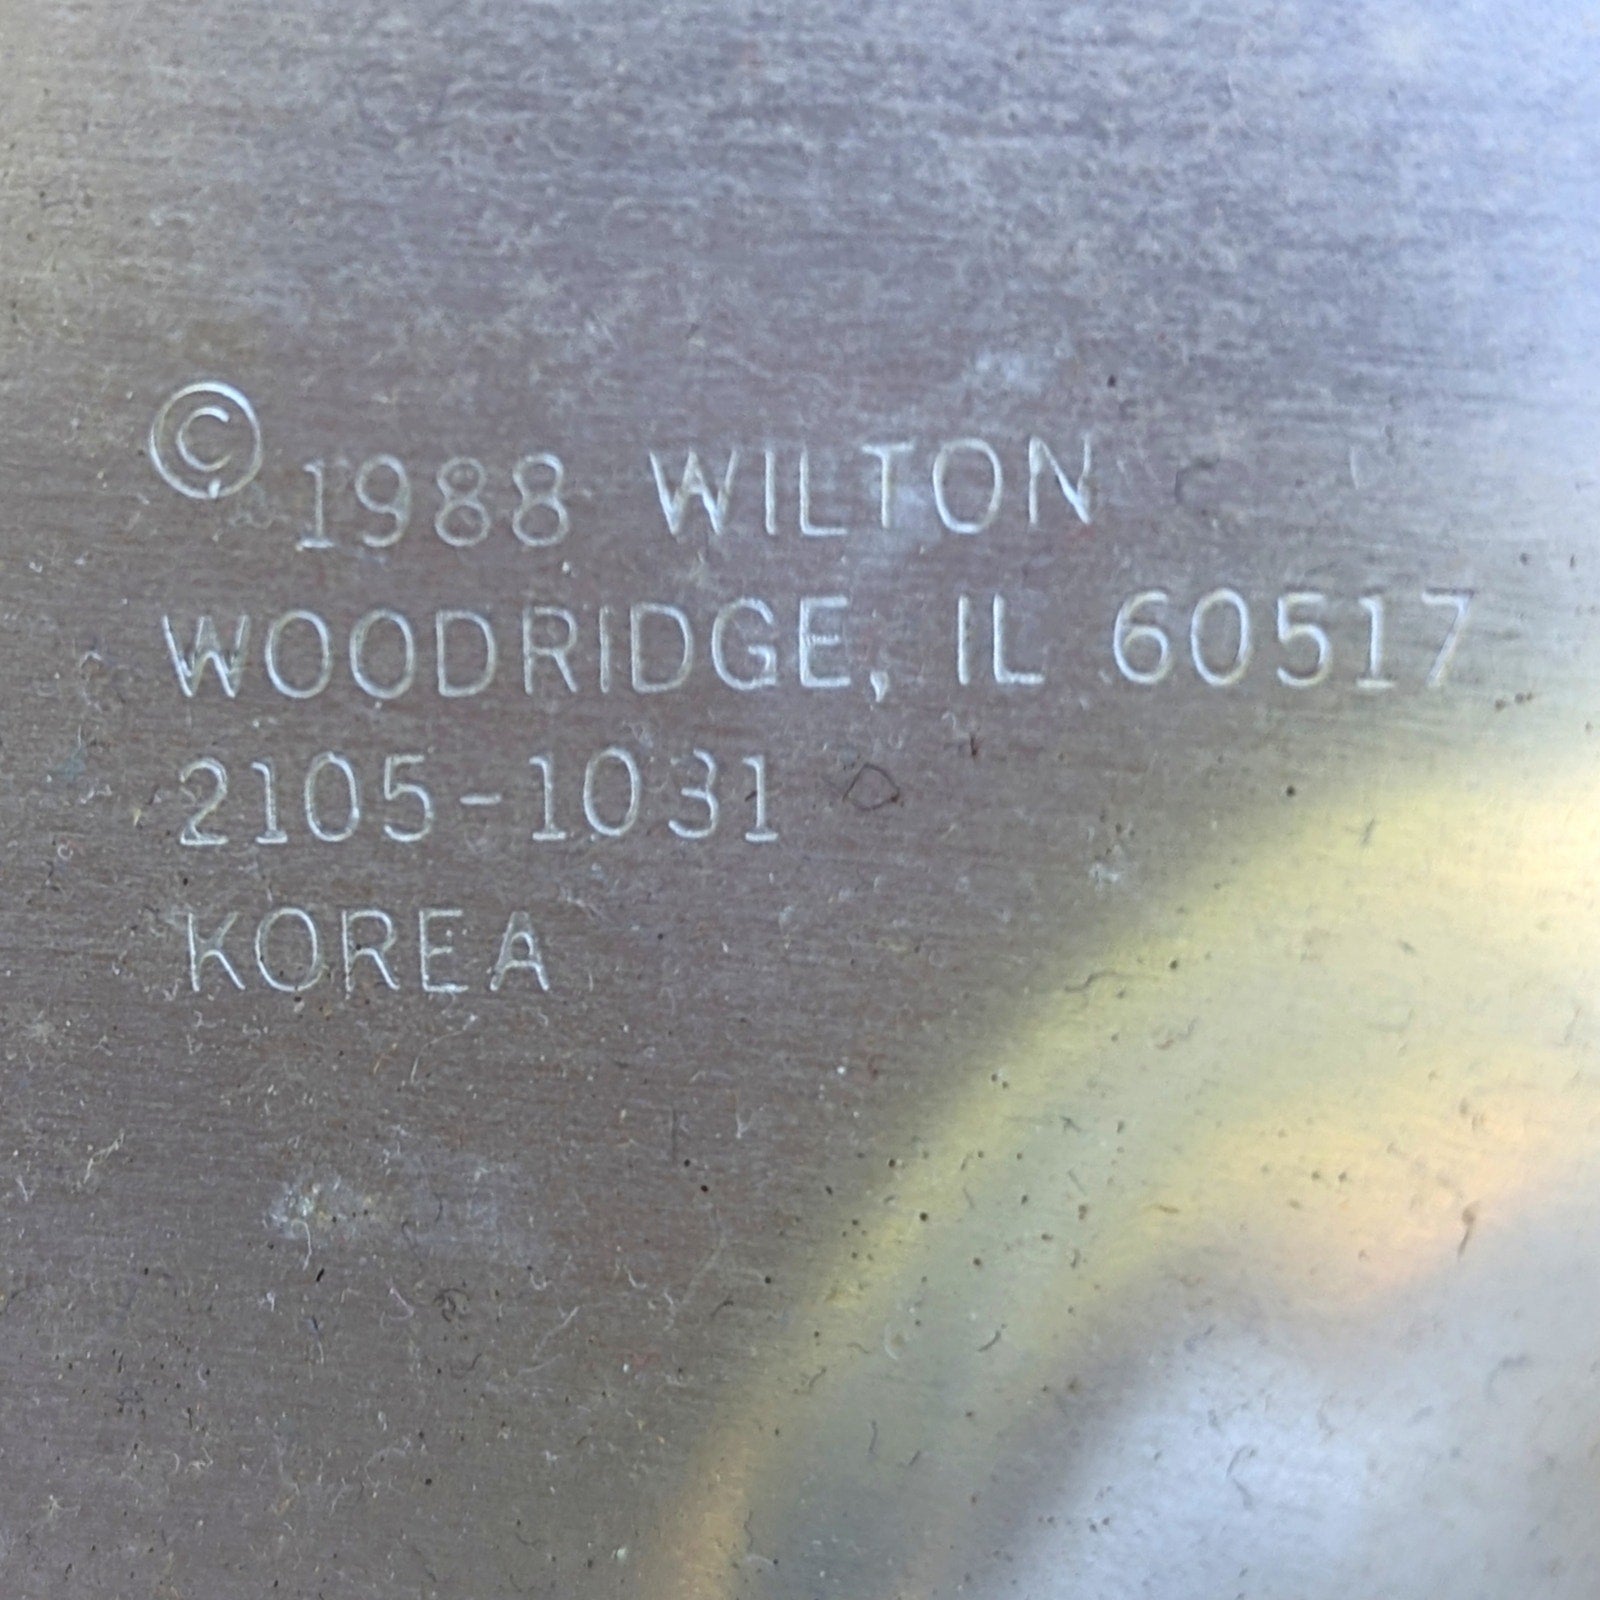 © 1988 WILTON
WOODRIDGE, IL 60517
2105-1031
KOREA